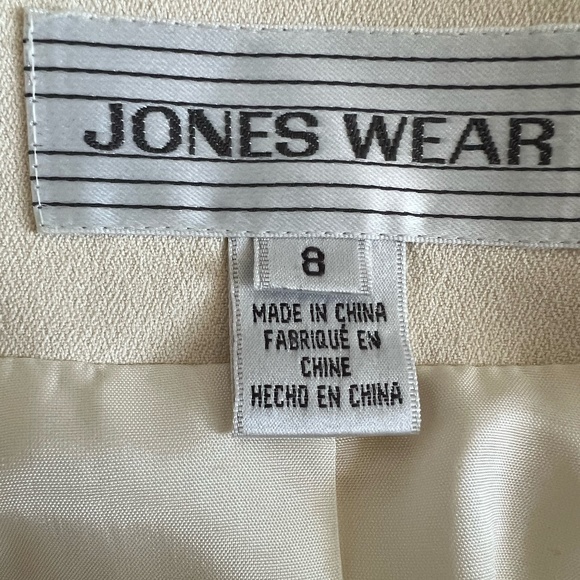 JONES WEAR
8
MADE IN CHINA
FABRIQUÉ EN
CHINE
HECHO EN CHINA